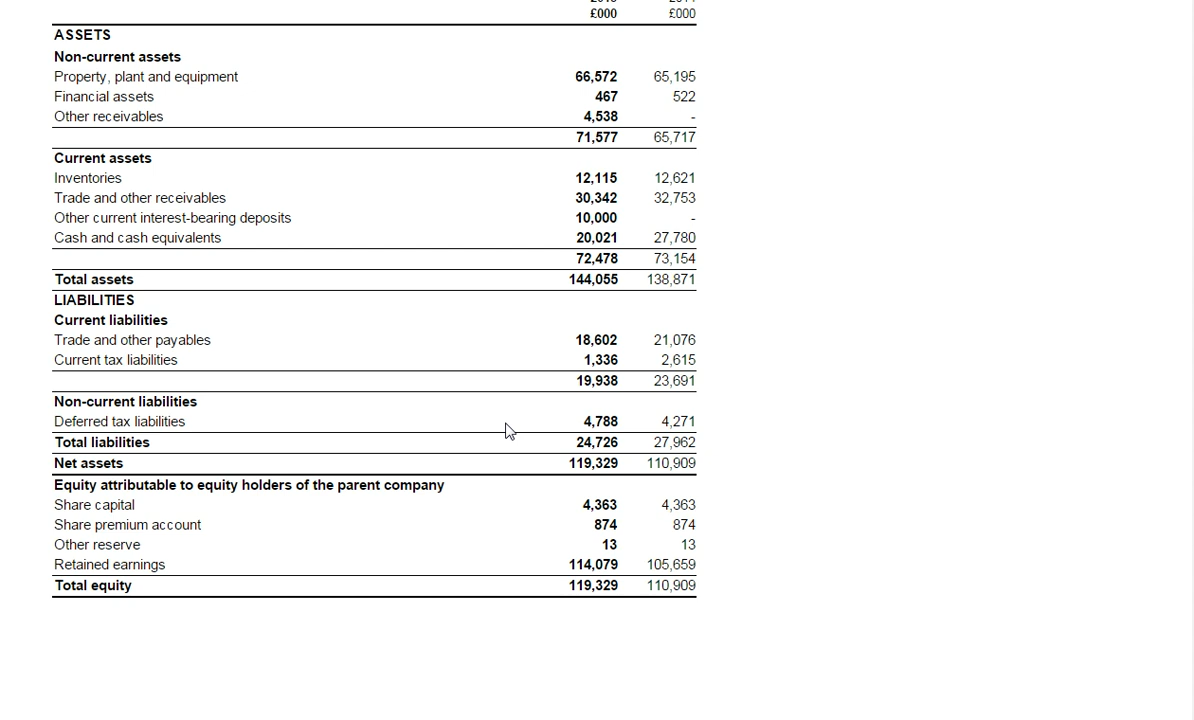 £000 £000
ASSETS
Non-current assets
Property, plant and equipment 66,572 65,195
Financial assets 467 522
Other receivables 4,538 -
71,577 65,717
Current assets
Inventories 12,115 12,621
Trade and other receivables 30,342 32,753
Other current interest-bearing deposits 10,000 -
Cash and cash equivalents 20,021 27,780
72,478 73,154
Total assets 144,055 138,871
LIABILITIES
Current liabilities
Trade and other payables 18,602 21,076
Current tax liabilities 1,336 2,615
19,938 23,691
Non-current liabilities
Deferred tax liabilities 4,788 4,271
Total liabilities 24,726 27,962
Net assets 119,329 110,909
Equity attributable to equity holders of the parent company
Share capital 4,363 4,363
Share premium account 874 874
Other reserve 13 13
Retained earnings 114,079 105,659
Total equity 119,329 110,909